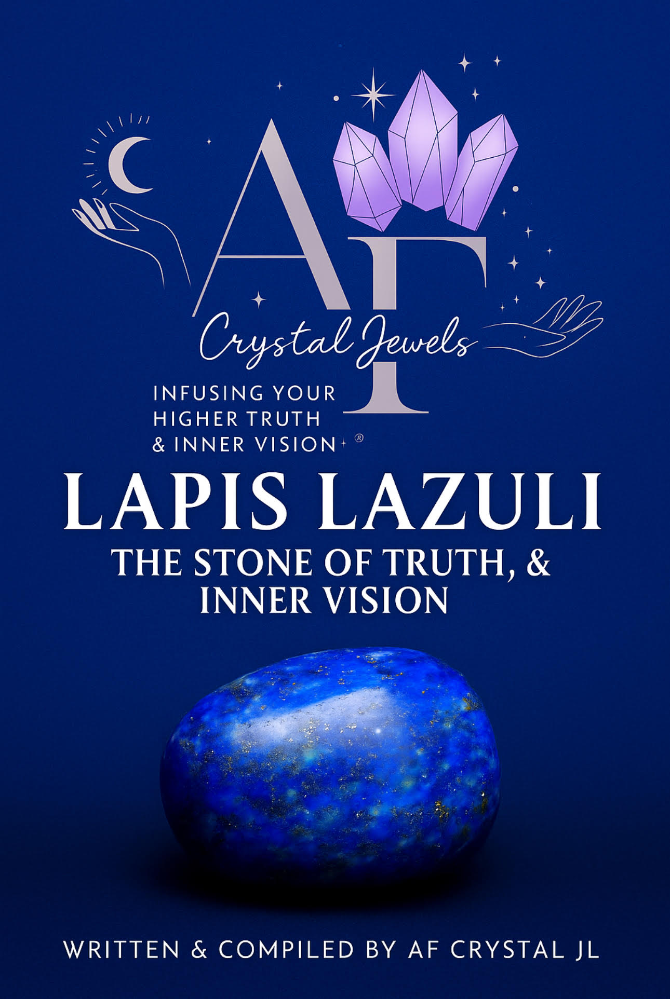 AF
Crystal Jewels
INFUSING YOUR
HIGHER TRUTH
& INNER VISION ®
LAPIS LAZULI
THE STONE OF TRUTH, &
INNER VISION
WRITTEN & COMPILED BY AF CRYSTAL JL